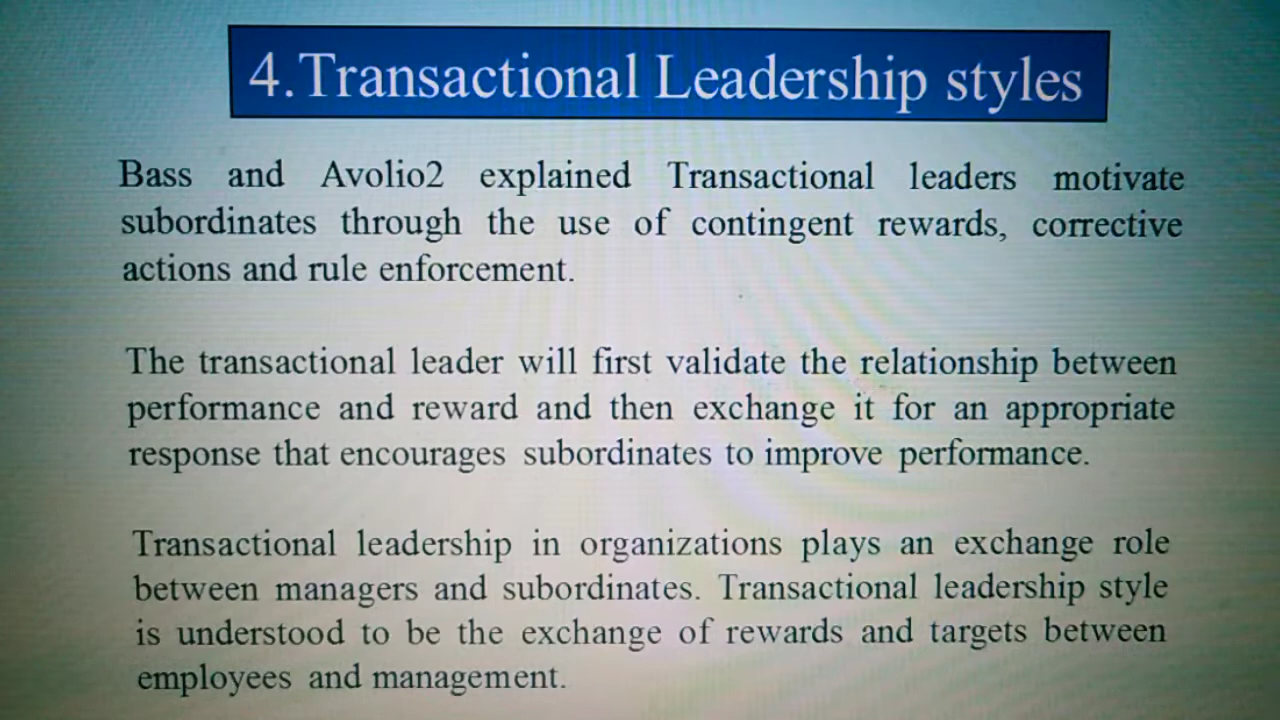 4.Transactional Leadership styles
Bass and Avolio2 explained Transactional leaders motivate
subordinates through the use of contingent rewards, corrective
actions and rule enforcement.
The transactional leader will first validate the relationship between
performance and reward and then exchange it for an appropriate
response that encourages subordinates to improve performance.
Transactional leadership in organizations plays an exchange role
between managers and subordinates. Transactional leadership style
is understood to be the exchange of rewards and targets between
employees and management.